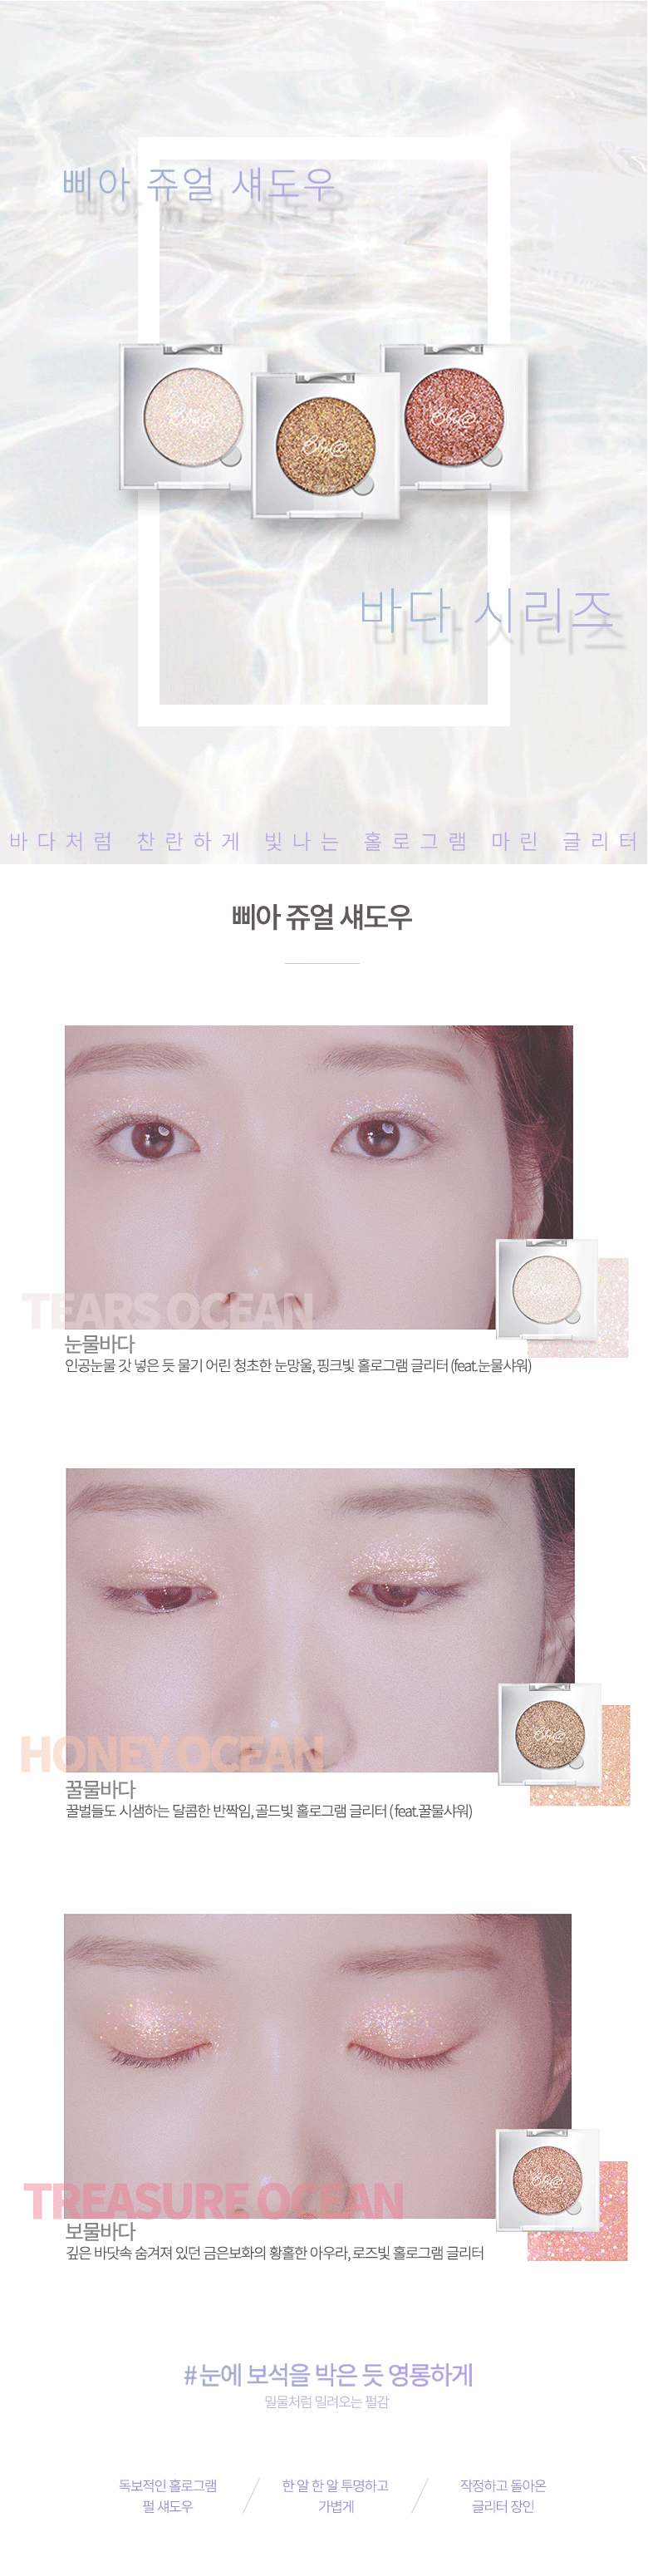 삐아 쥬얼 섀도우
바다 시리즈
바다처럼 찬란하게 빛나는 홀로그램 마린 글리터
삐아 쥬얼 섀도우
TEARS OCEAN
눈물바다
인공눈물 갓 넣은 듯 물기 어린 청초한 눈망울, 핑크빛 홀로그램 글리터 (feat.눈물샤워)
HONEY OCEAN
꿀물바다
꿀벌들도 시샘하는 달콤한 반짝임, 골드빛 홀로그램 글리터 (feat.꿀물샤워)
TREASURE OCEAN
보물바다
깊은 바닷속 숨겨져 있던 금은보화의 황홀한 아우라, 로즈빛 홀로그램 글리터
# 눈에 보석을 박은 듯 영롱하게
밀물처럼 밀려오는 펄감
독보적인 홀로그램
펄 섀도우
한 알 한 알 투명하고
가볍게
작정하고 돌아온
글리터 장인